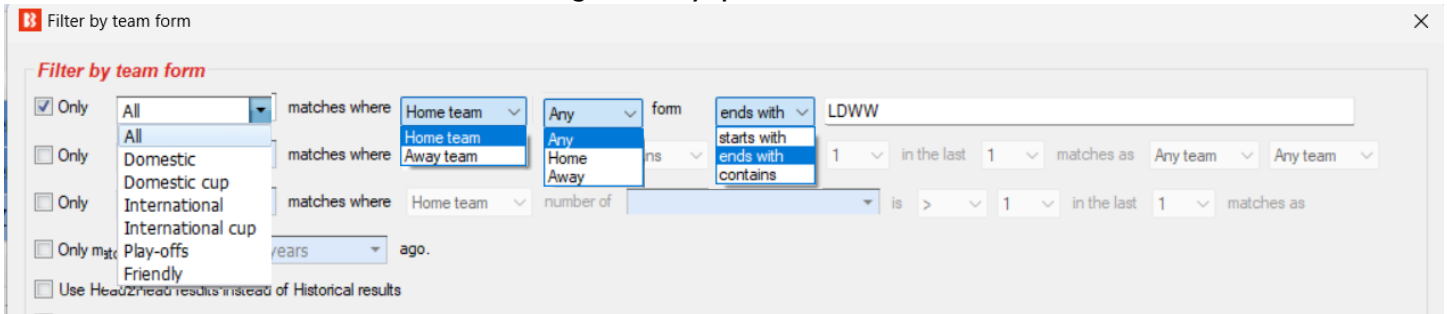 Filter by team form
Filter by team form
Only All matches where Home team Any form ends with LDWW
All Home team Any starts with
Only Domestic matches where Away team Home ns ends with 1 in the last 1 matches as Any team Any team
Domestic cup Away contains
Only International matches where Home team number of is > 1 in the last 1 matches as
International cup
Only Play-offs years ago.
Friendly
Use results instead of Historical results